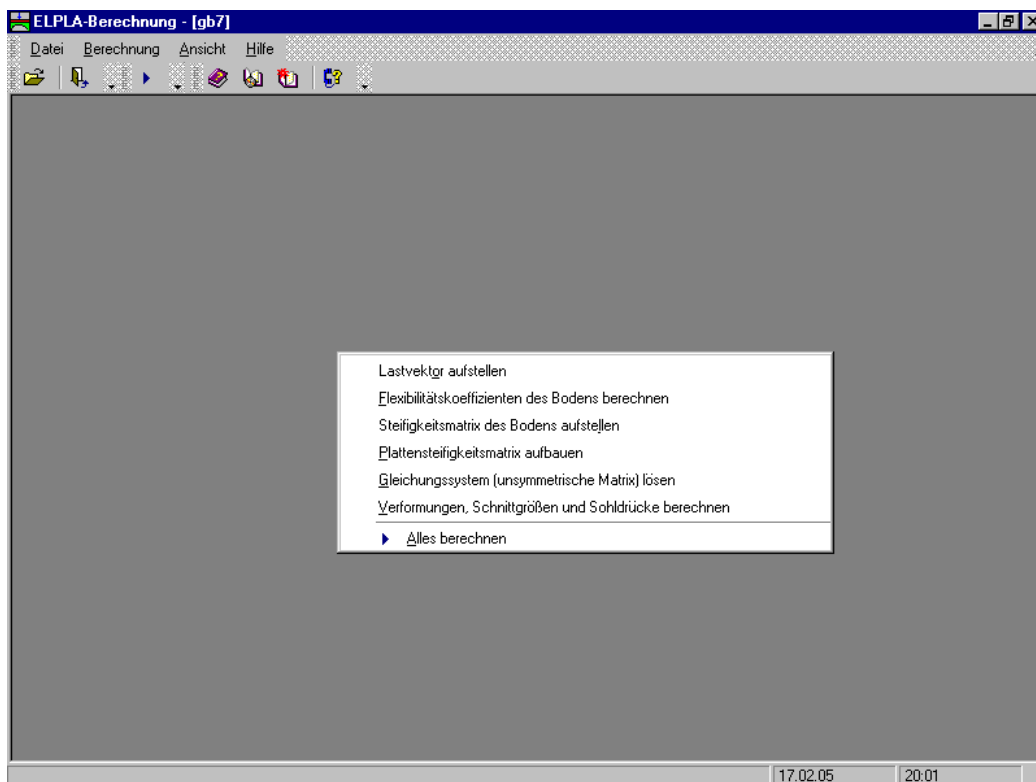 ELPLA-Berechnung - [gb7]
Datei Berechnung Ansicht Hilfe
Lastvektor aufstellen
Flexibilitätskoeffizienten des Bodens berechnen
Steifigkeitsmatrix des Bodens aufstellen
Plattensteifigkeitsmatrix aufbauen
Gleichungssystem (unsymmetrische Matrix) lösen
Verformungen, Schnittgrößen und Sohldrücke berechnen
Alles berechnen
17.02.05 20:01